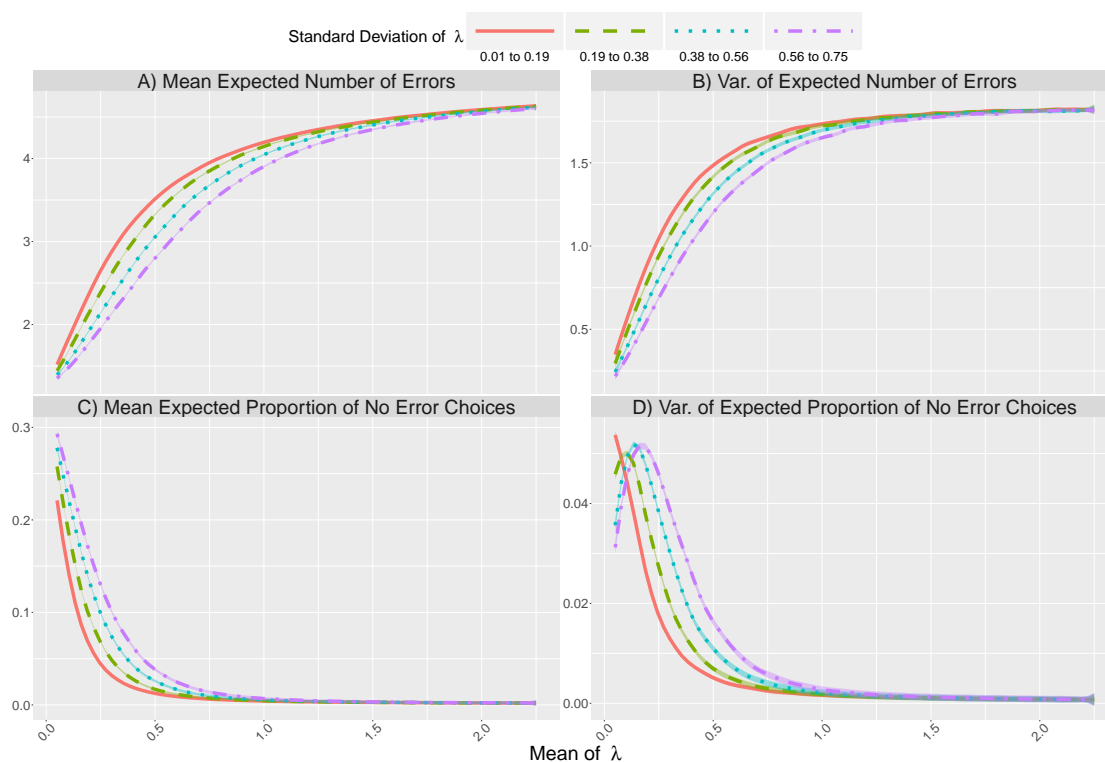 Standard Deviation of λ
0.01 to 0.19 0.19 to 0.38 0.38 to 0.56 0.56 to 0.75
A) Mean Expected Number of Errors
4
3
2
B) Var. of Expected Number of Errors
1.5
1.0
0.5
C) Mean Expected Proportion of No Error Choices
0.3
0.2
0.1
0.0
D) Var. of Expected Proportion of No Error Choices
0.04
0.02
0.00
0.0 0.5 1.0 1.5 2.0 0.0 0.5 1.0 1.5 2.0
Mean of λ